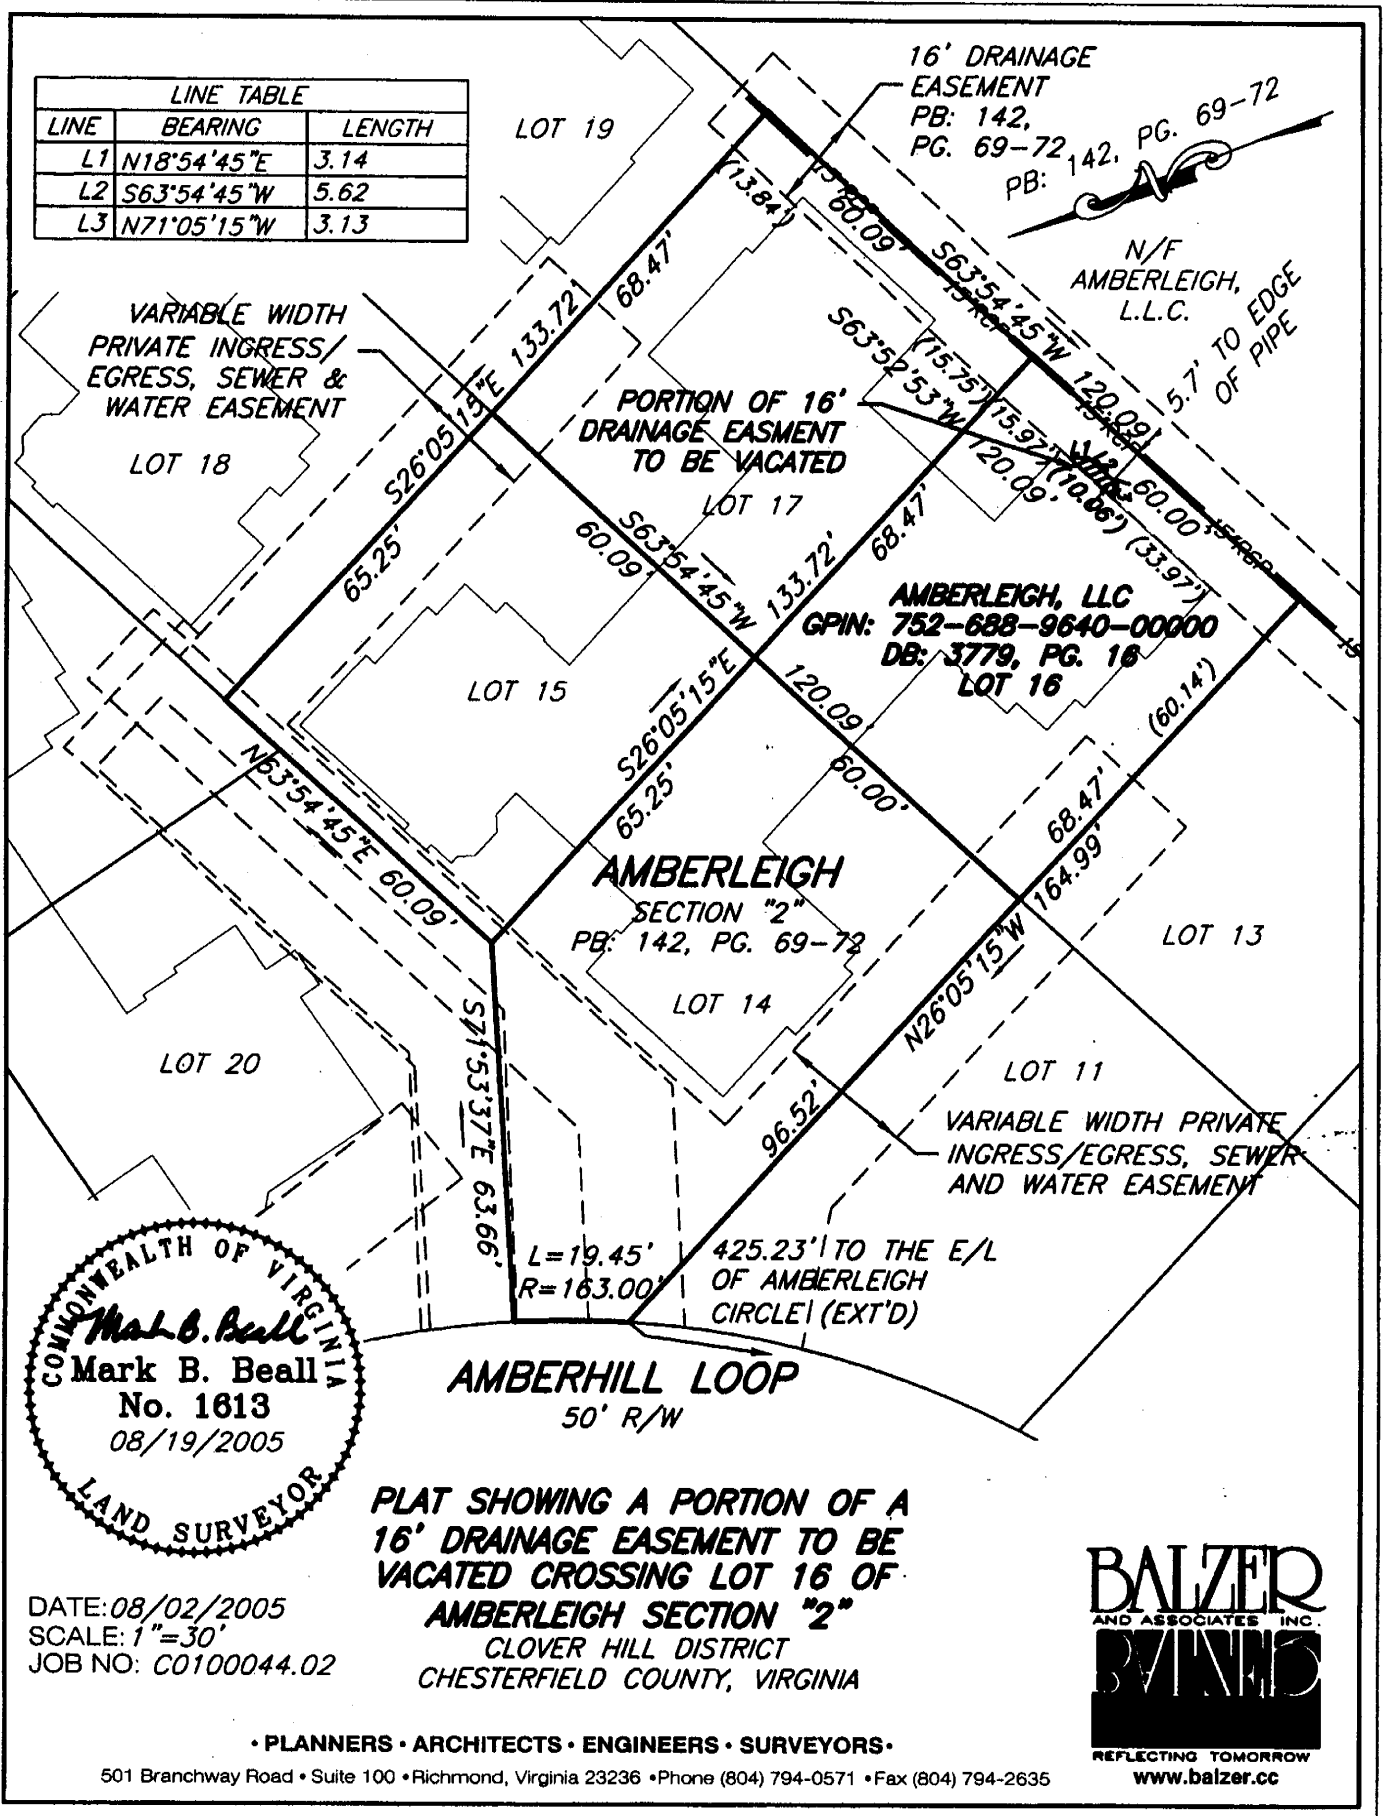 LINE TABLE
LINE BEARING LENGTH
L1 N18°54'45"E 3.14
L2 S63°54'45"W 5.62
L3 N71°05'15"W 3.13
LOT 19
16' DRAINAGE
EASEMENT
PB: 142,
PG. 69-72
PB: 142, PG. 69-72
N
N/F
AMBERLEIGH,
L.L.C.
5.7' TO EDGE
OF PIPE
(13.84')
60.09'
S63°54'45"W 120.09'
15"RCP
15"RCP
60.00'
15"RCP
15
VARIABLE WIDTH
PRIVATE INGRESS/
EGRESS, SEWER &
WATER EASEMENT
LOT 18
S26°05'15"E 133.72'
68.47'
65.25'
S63°52'53"W 120.09'
(15.75')
(15.97')
L1 L2 L3
(10.06')
(33.97')
PORTION OF 16'
DRAINAGE EASMENT
TO BE VACATED
LOT 17
S63°54'45"W 120.09'
60.09'
60.00'
133.72'
68.47'
AMBERLEIGH, LLC
GPIN: 752-688-9640-00000
DB: 3779, PG. 16
LOT 16
(60.14')
LOT 15
S26°05'15"E
65.25'
N63°54'45"E 60.09'
68.47'
164.99'
AMBERLEIGH
SECTION "2"
PB: 142, PG. 69-72
LOT 14
LOT 13
N26°05'15"W
96.52'
LOT 20
LOT 11
S71°53'37"E 63.66'
VARIABLE WIDTH PRIVATE
INGRESS/EGRESS, SEWER
AND WATER EASEMENT
L=19.45'
R=163.00'
425.23' TO THE E/L
OF AMBERLEIGH
CIRCLE (EXT'D)
AMBERHILL LOOP
50' R/W
COMMONWEALTH OF VIRGINIA
Mark B. Beall
Mark B. Beall
No. 1613
08/19/2005
LAND SURVEYOR
PLAT SHOWING A PORTION OF A
16' DRAINAGE EASEMENT TO BE
VACATED CROSSING LOT 16 OF
AMBERLEIGH SECTION "2"
CLOVER HILL DISTRICT
CHESTERFIELD COUNTY, VIRGINIA
DATE: 08/02/2005
SCALE: 1"=30'
JOB NO: C0100044.02
BALZER
AND ASSOCIATES INC.
REFLECTING TOMORROW
www.balzer.cc
• PLANNERS • ARCHITECTS • ENGINEERS • SURVEYORS •
501 Branchway Road • Suite 100 • Richmond, Virginia 23236 • Phone (804) 794-0571 • Fax (804) 794-2635